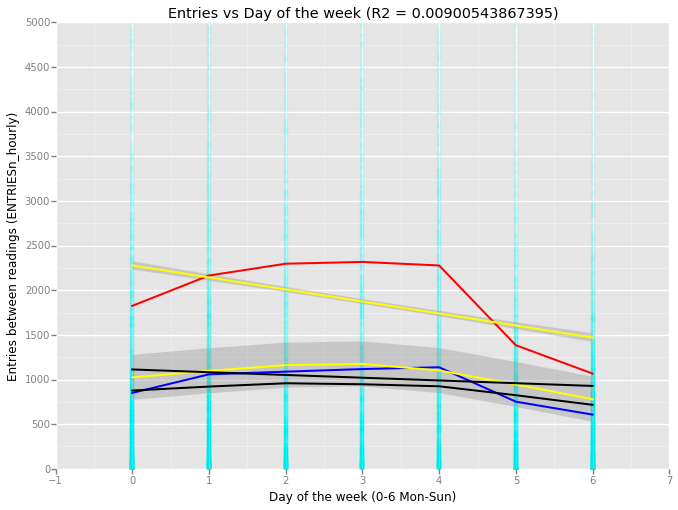 Entries vs Day of the week (R2 = 0.00900543867395)
Entries between readings (ENTRIESn_hourly)
5000
4500
4000
3500
3000
2500
2000
1500
1000
500
0
−1 0 1 2 3 4 5 6 7
Day of the week (0-6 Mon-Sun)